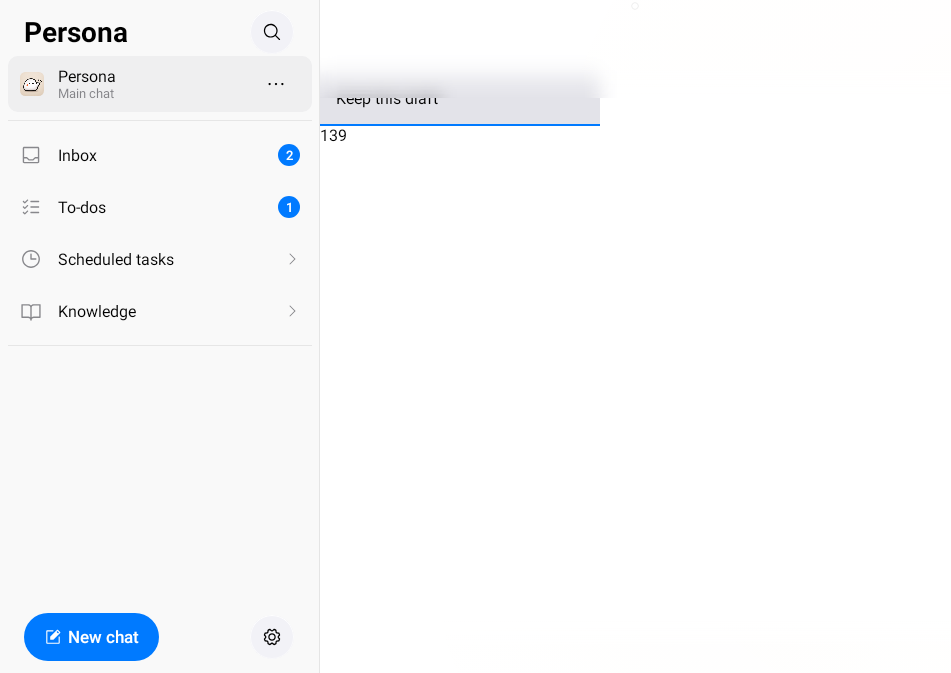 Persona
Persona
Main chat
Inbox
2
To-dos
1
Scheduled tasks
Knowledge
New chat
Keep this draft
139